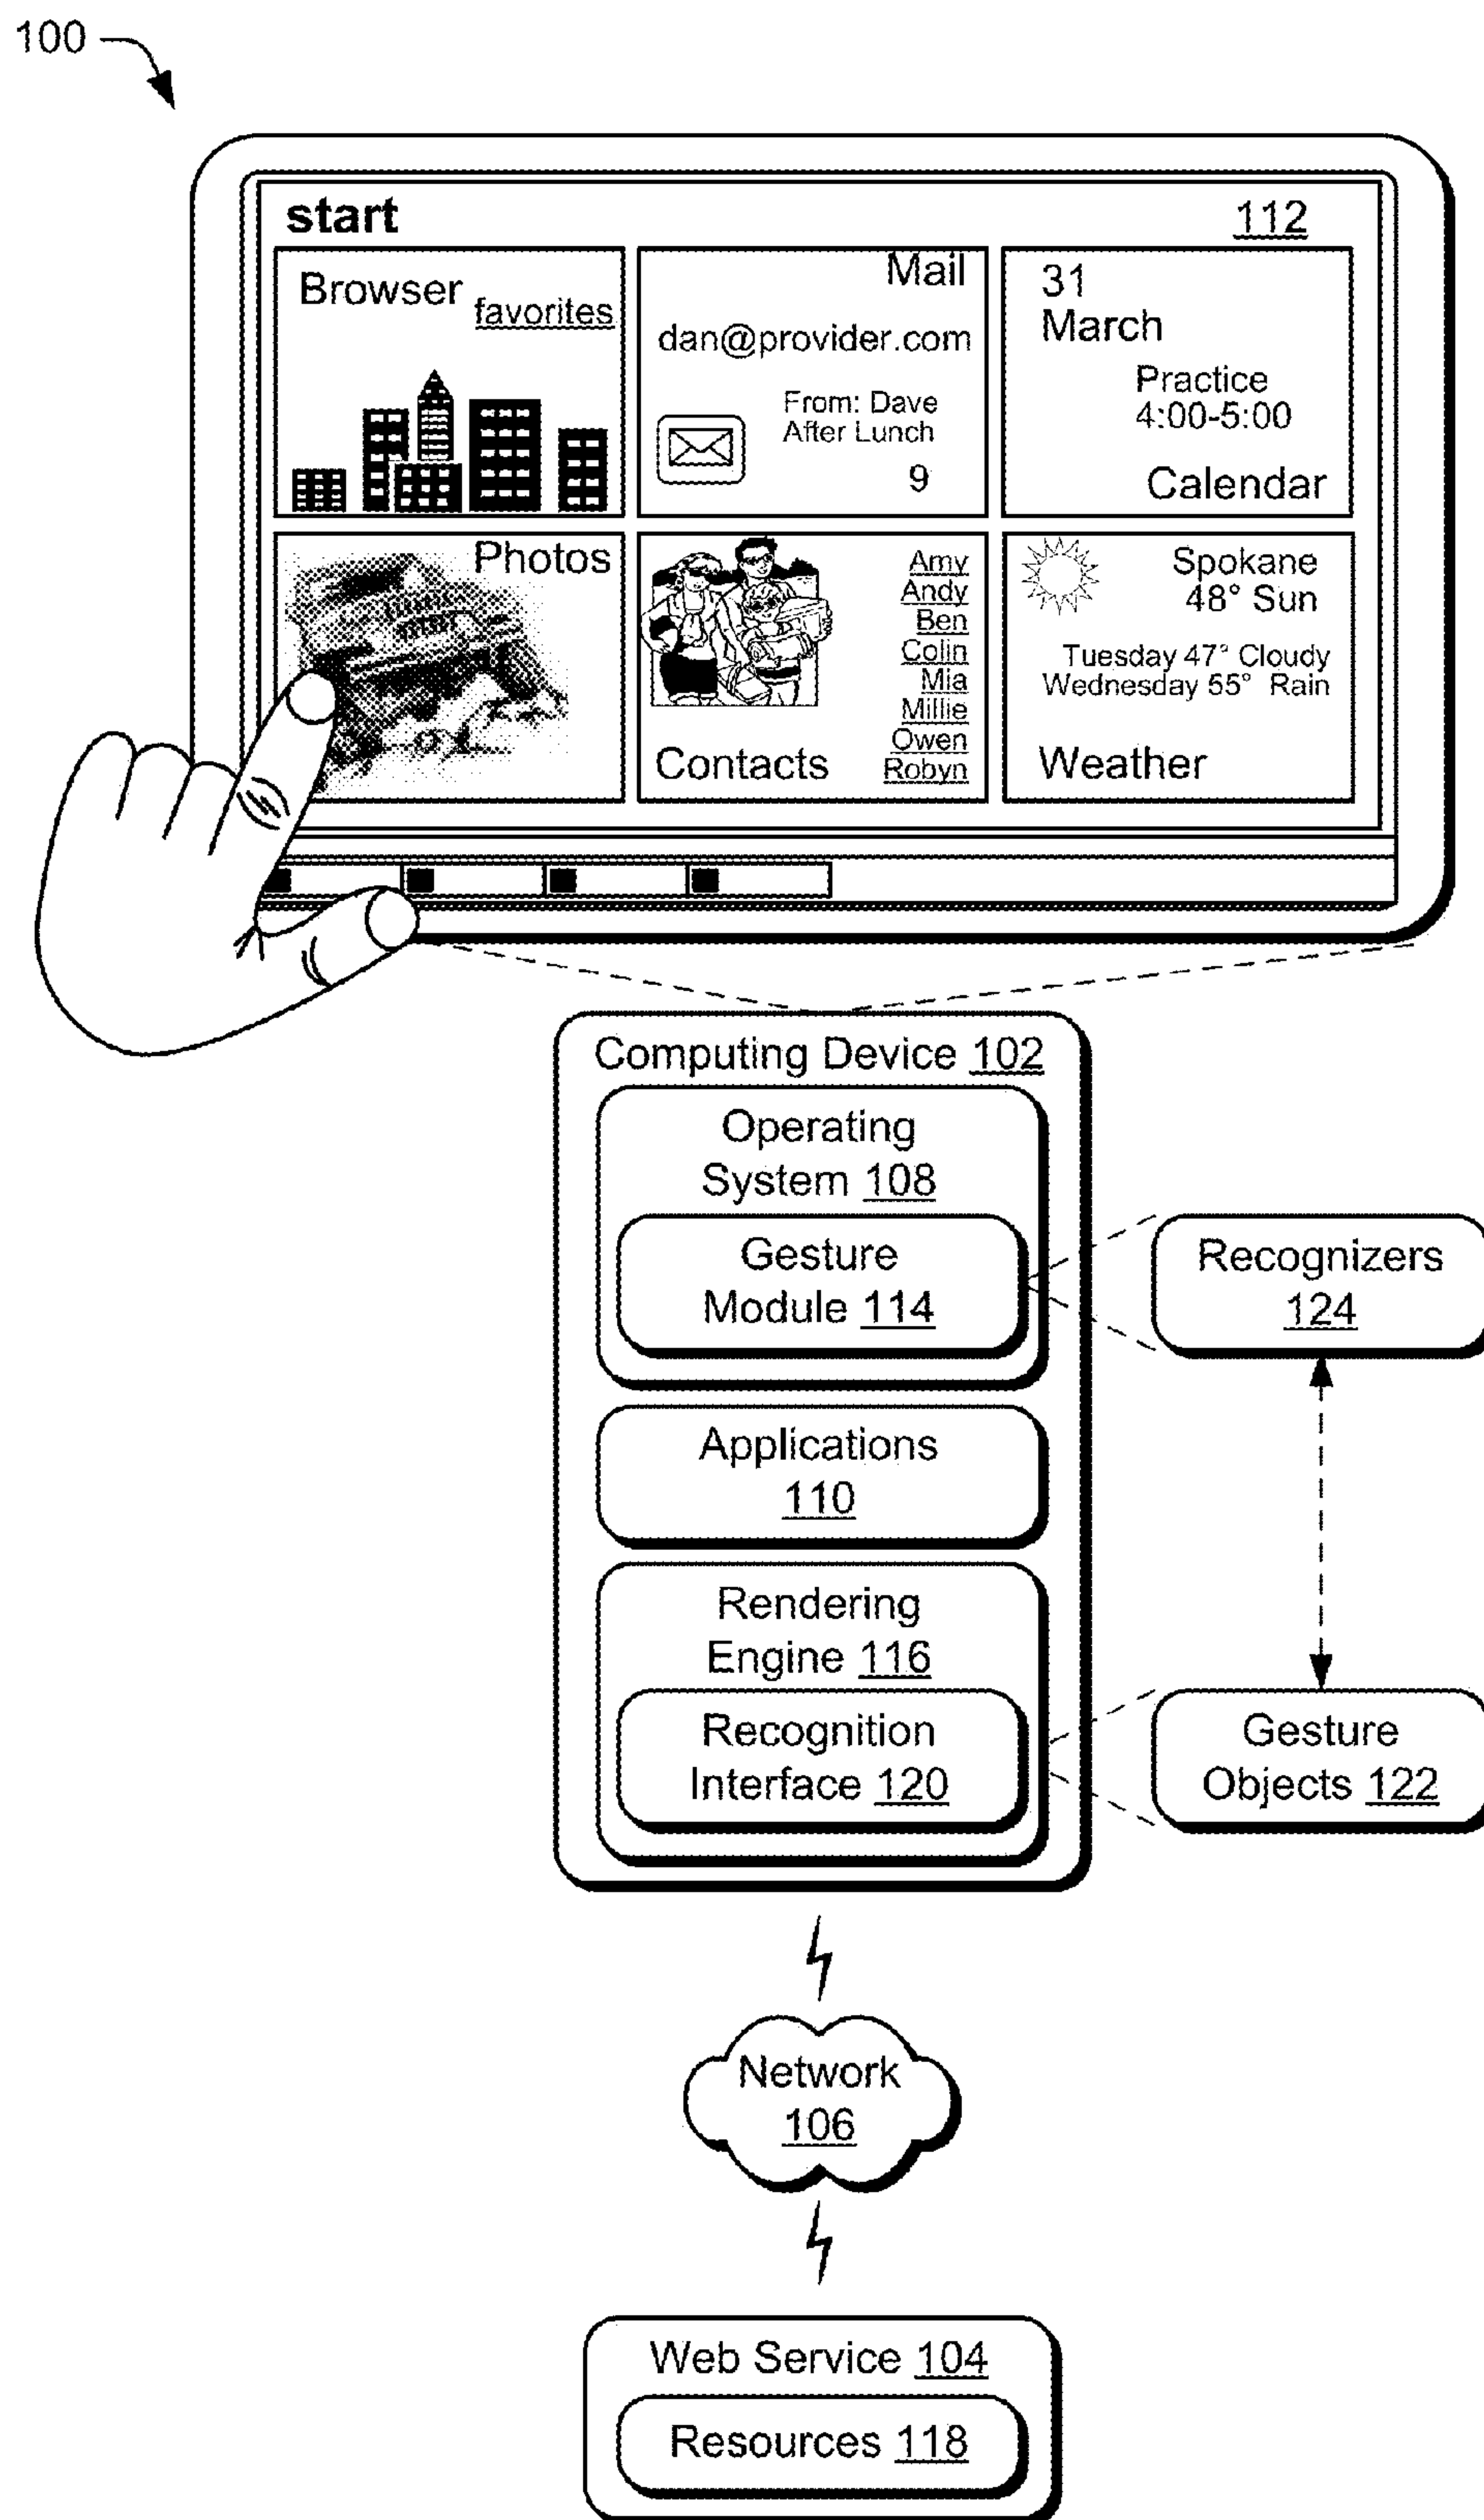 100
start
112
Browser
favorites
Mail
dan@provider.com
From: Dave
After Lunch
9
31
March
Practice
4:00-5:00
Calendar
Photos
Contacts
Amy
Andy
Ben
Colin
Mia
Millie
Owen
Robyn
Spokane
48° Sun
Tuesday 47° Cloudy
Wednesday 55° Rain
Weather
Computing Device 102
Operating
System 108
Gesture
Module 114
Recognizers
124
Applications
110
Rendering
Engine 116
Recognition
Interface 120
Gesture
Objects 122
Network
106
Web Service 104
Resources 118